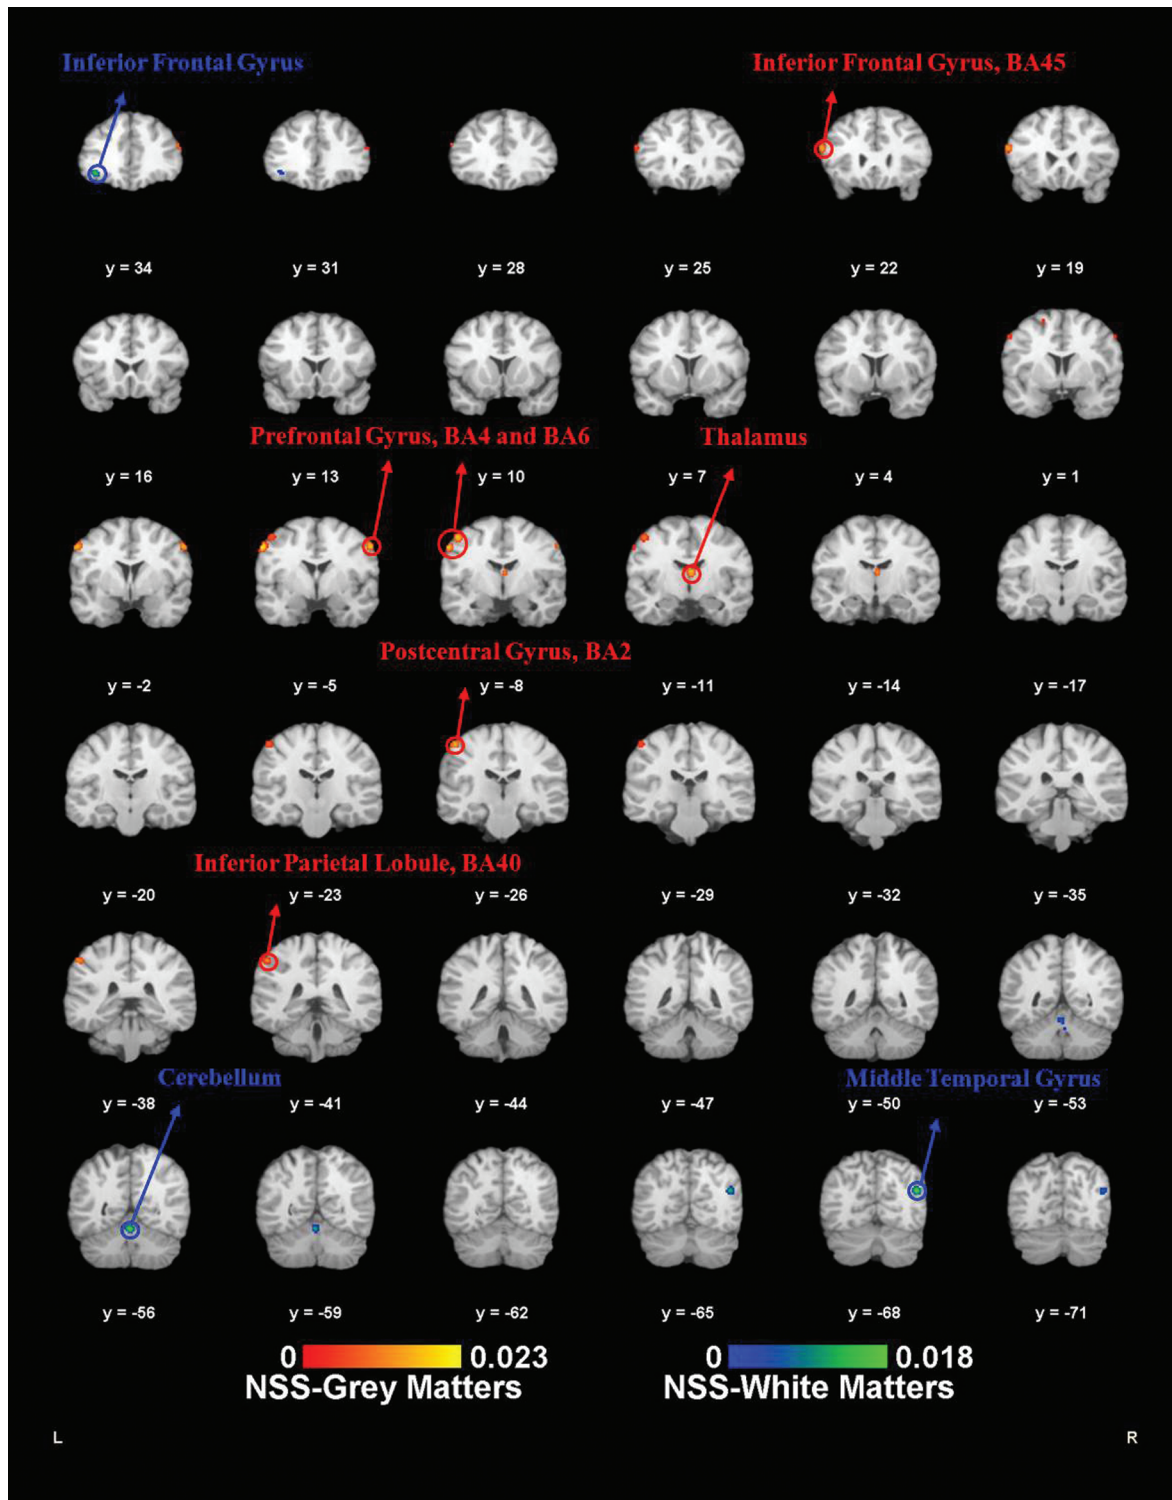 Inferior Frontal Gyrus
Inferior Frontal Gyrus, BA45
y = 34
y = 31
y = 28
y = 25
y = 22
y = 19
Prefrontal Gyrus, BA4 and BA6
Thalamus
y = 16
y = 13
y = 10
y = 7
y = 4
y = 1
Postcentral Gyrus, BA2
y = -2
y = -5
y = -8
y = -11
y = -14
y = -17
Inferior Parietal Lobule, BA40
y = -20
y = -23
y = -26
y = -29
y = -32
y = -35
Cerebellum
Middle Temporal Gyrus
y = -38
y = -41
y = -44
y = -47
y = -50
y = -53
y = -56
y = -59
y = -62
y = -65
y = -68
y = -71
0 0.023
NSS-Grey Matters
0 0.018
NSS-White Matters
L
R